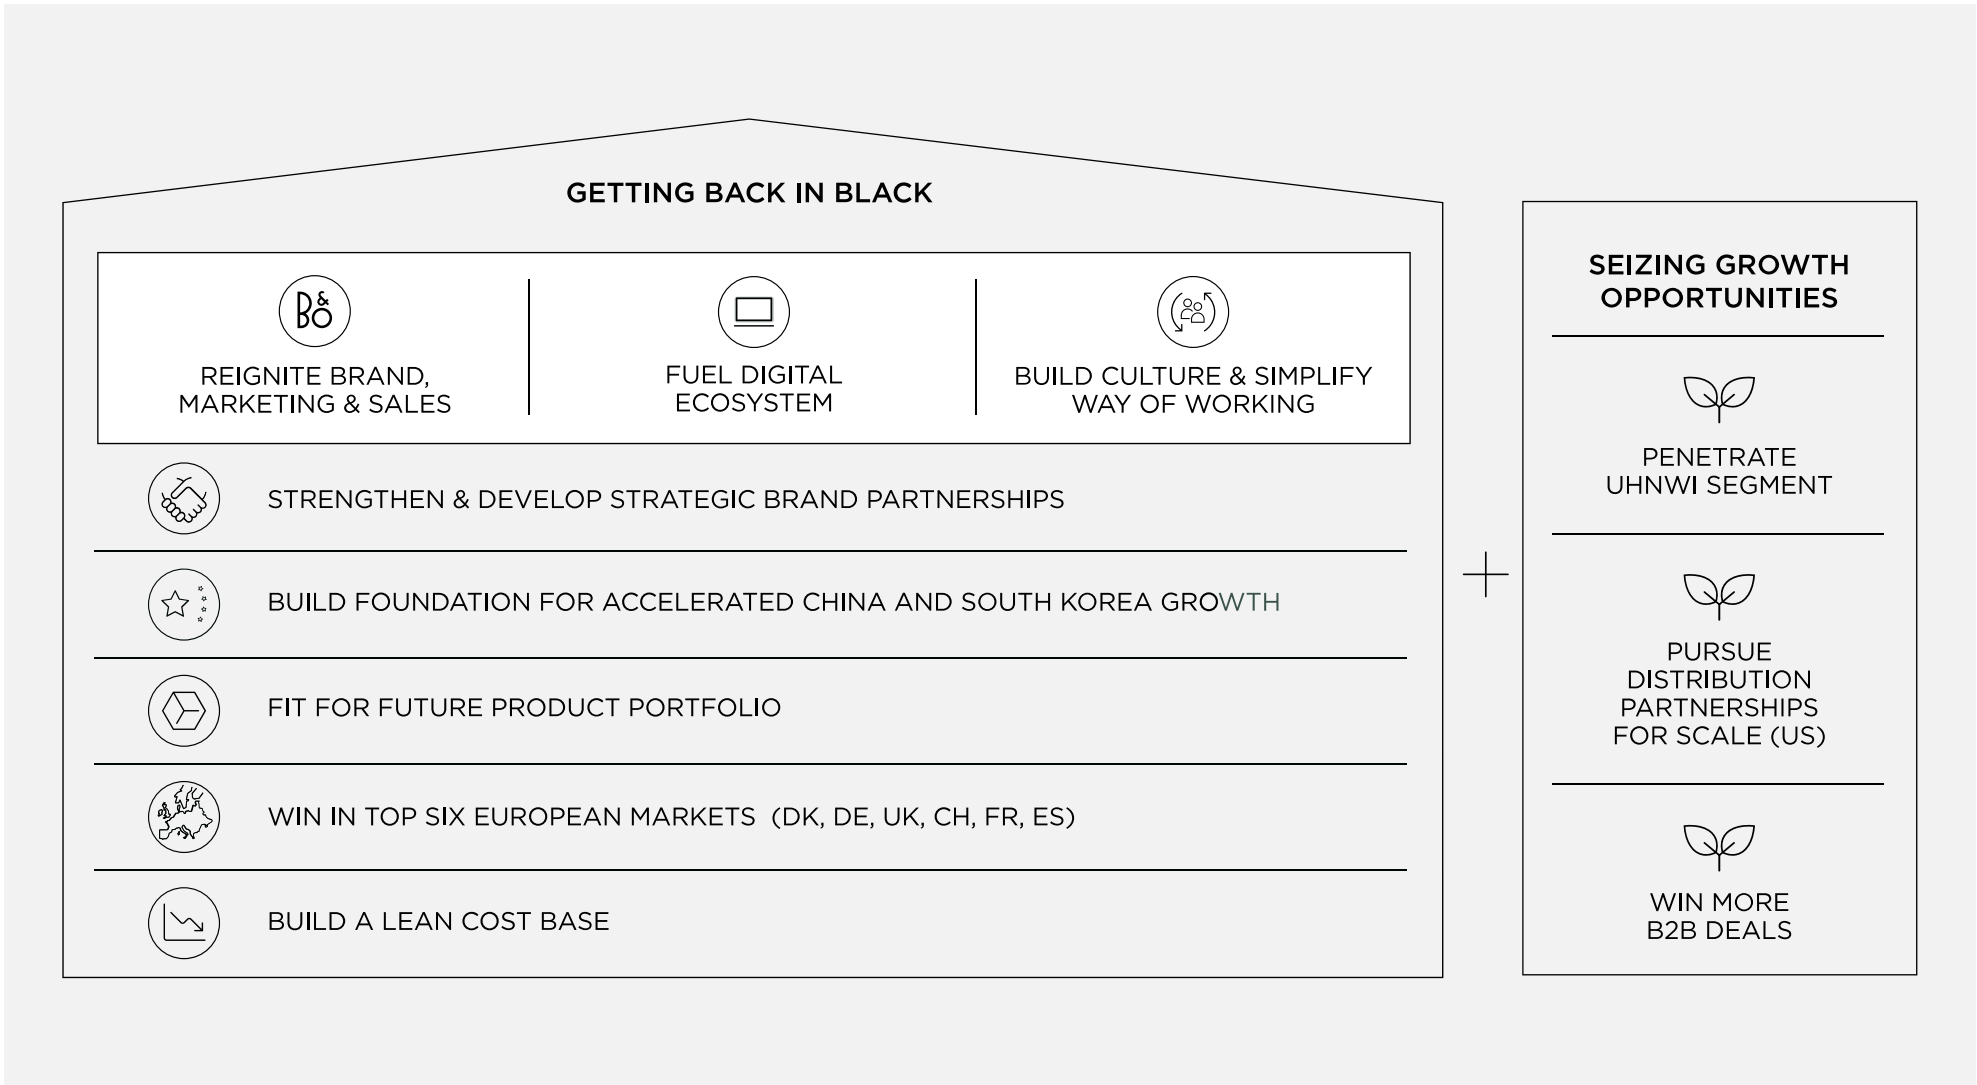 GETTING BACK IN BLACK
B&O
REIGNITE BRAND,
MARKETING & SALES
FUEL DIGITAL
ECOSYSTEM
BUILD CULTURE & SIMPLIFY
WAY OF WORKING
STRENGTHEN & DEVELOP STRATEGIC BRAND PARTNERSHIPS
BUILD FOUNDATION FOR ACCELERATED CHINA AND SOUTH KOREA GROWTH
FIT FOR FUTURE PRODUCT PORTFOLIO
WIN IN TOP SIX EUROPEAN MARKETS (DK, DE, UK, CH, FR, ES)
BUILD A LEAN COST BASE
+
SEIZING GROWTH
OPPORTUNITIES
PENETRATE
UHNWI SEGMENT
PURSUE
DISTRIBUTION
PARTNERSHIPS
FOR SCALE (US)
WIN MORE
B2B DEALS